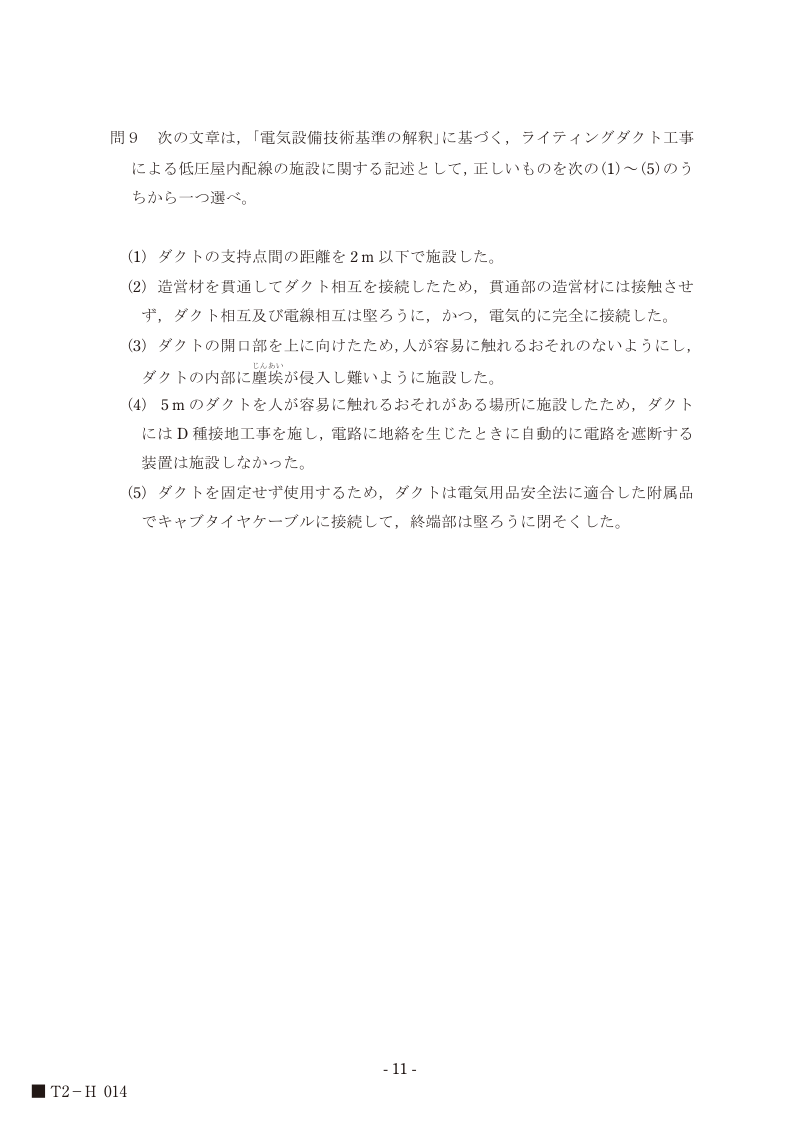 問９　次の文章は，「電気設備技術基準の解釈」に基づく，ライティングダクト工事
による低圧屋内配線の施設に関する記述として，正しいものを次の(1)～(5)のう
ちから一つ選べ。
(1) ダクトの支持点間の距離を 2 m 以下で施設した。
(2) 造営材を貫通してダクト相互を接続したため，貫通部の造営材には接触させ
ず，ダクト相互及び電線相互は堅ろうに，かつ，電気的に完全に接続した。
(3) ダクトの開口部を上に向けたため，人が容易に触れるおそれのないようにし，
じんあい
ダクトの内部に塵埃が侵入し難いように施設した。
(4) 5 m のダクトを人が容易に触れるおそれがある場所に施設したため，ダクト
には D 種接地工事を施し，電路に地絡を生じたときに自動的に電路を遮断する
装置は施設しなかった。
(5) ダクトを固定せず使用するため，ダクトは電気用品安全法に適合した附属品
でキャブタイヤケーブルに接続して，終端部は堅ろうに閉そくした。
- 11 -
■ T2－H 014